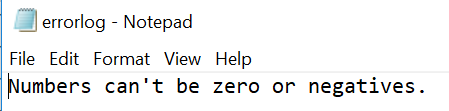 errorlog - Notepad
File Edit Format View Help
Numbers can't be zero or negatives.